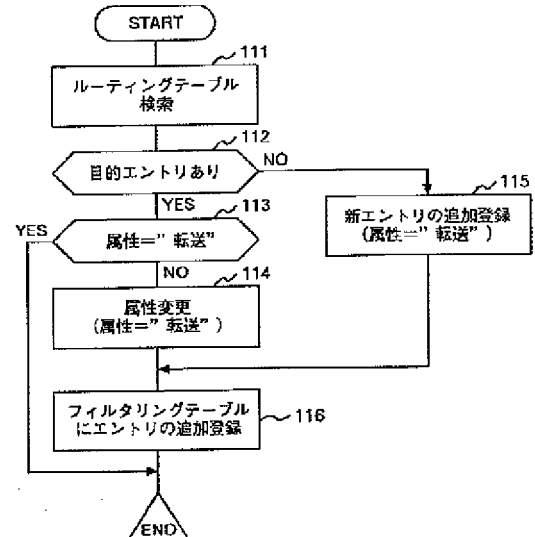 START
111
ルーティングテーブル
検索
112
目的エントリあり
NO
YES
113
115
YES
属性=”転送”
新エントリの追加登録
(属性=”転送”)
NO
114
属性変更
(属性=”転送”)
フィルタリングテーブル
にエントリの追加登録
116
END